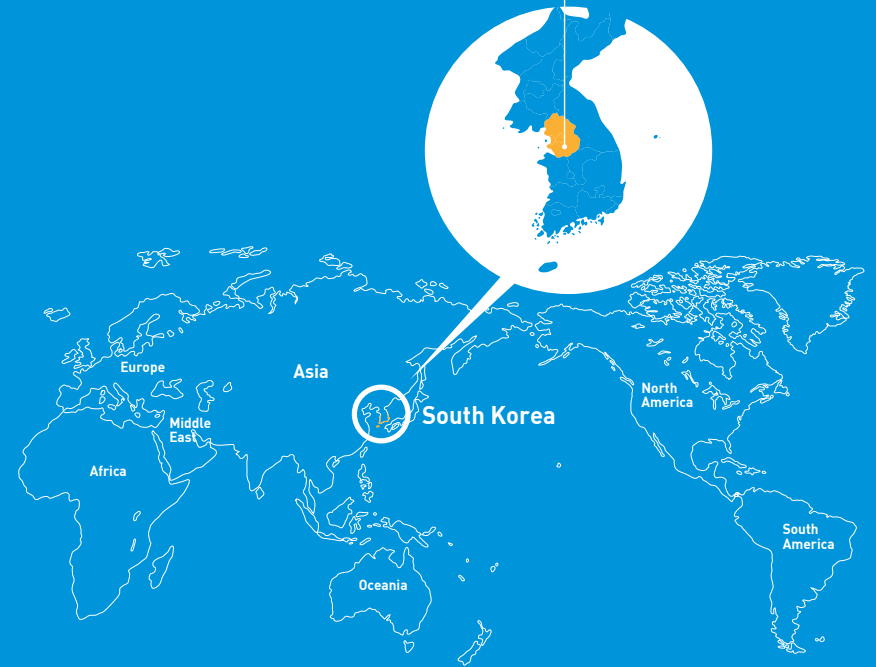 Europe
Asia
Middle
East
South Korea
North
America
Africa
South
America
Oceania